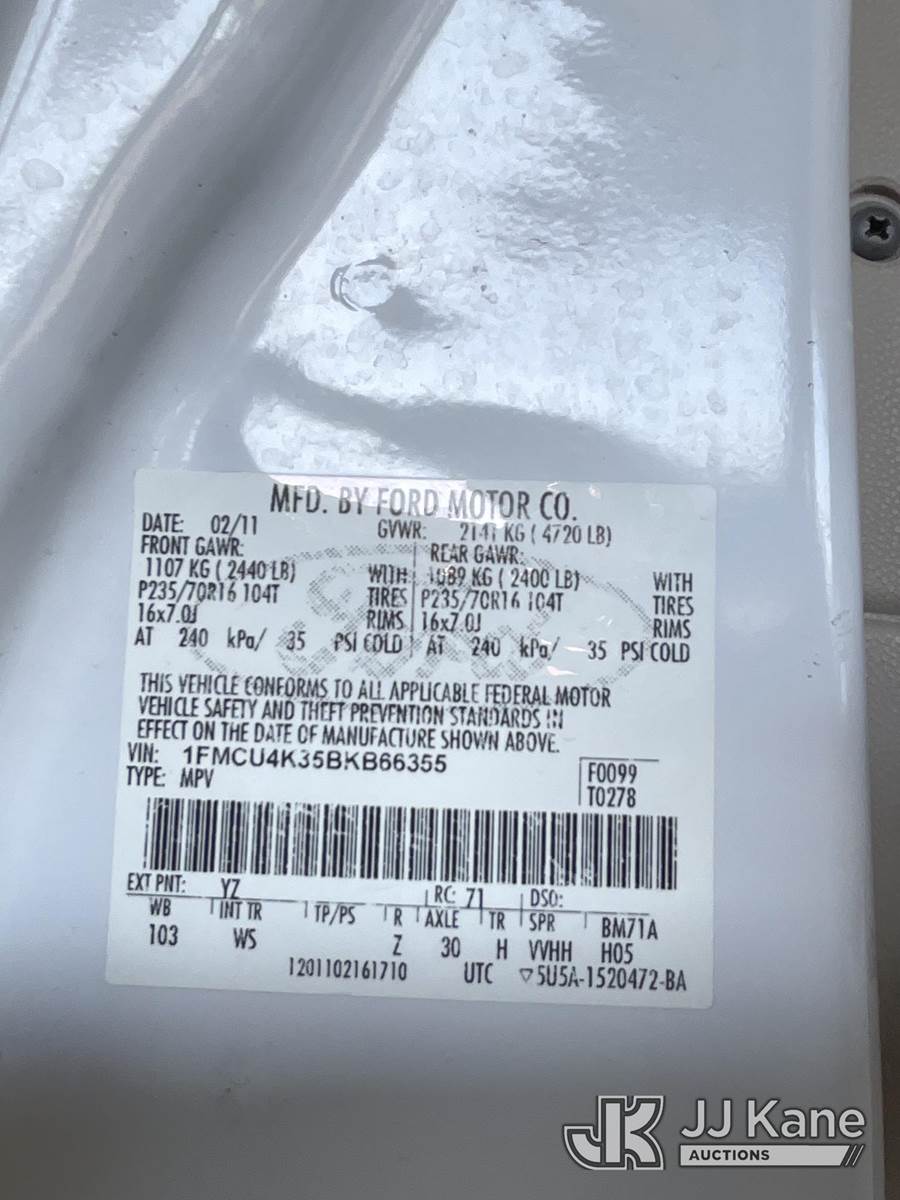 MFD. BY FORD MOTOR CO.
DATE: 02/11 GVWR: 2141 KG ( 4720 LB)
FRONT GAWR: REAR GAWR:
1107 KG ( 2440 LB) WITH 1089 KG ( 2400 LB) WITH
P235/70R16 104T TIRES P235/70R16 104T TIRES
16x7.0J RIMS 16x7.0J RIMS
AT 240 kPa/ 35 PSI COLD AT 240 kPa/ 35 PSI COLD
Ford
THIS VEHICLE CONFORMS TO ALL APPLICABLE FEDERAL MOTOR
VEHICLE SAFETY AND THEFT PREVENTION STANDARDS IN
EFFECT ON THE DATE OF MANUFACTURE SHOWN ABOVE.
VIN: 1FMCU4K35BKB66355
TYPE: MPV
F0099
T0278
EXT PNT: YZ RC: 71 DSO:
WB INT TR TP/PS R AXLE TR SPR BM71A
103 WS Z 30 H VVHH H05
1201102161710 UTC ▽5U5A-1520472-BA
JK JJ Kane
AUCTIONS